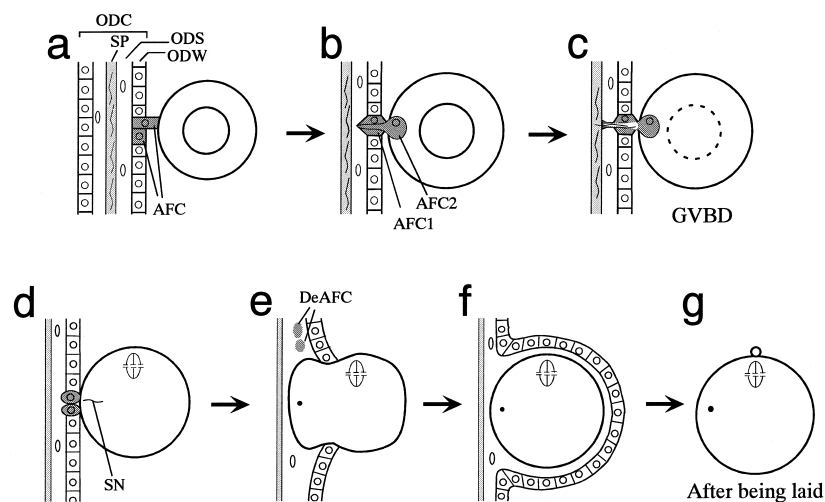 a
ODC
SP
ODS
ODW
AFC
b
AFC2
AFC1
c
GVBD
d
SN
e
DeAFC
f
g
After being laid